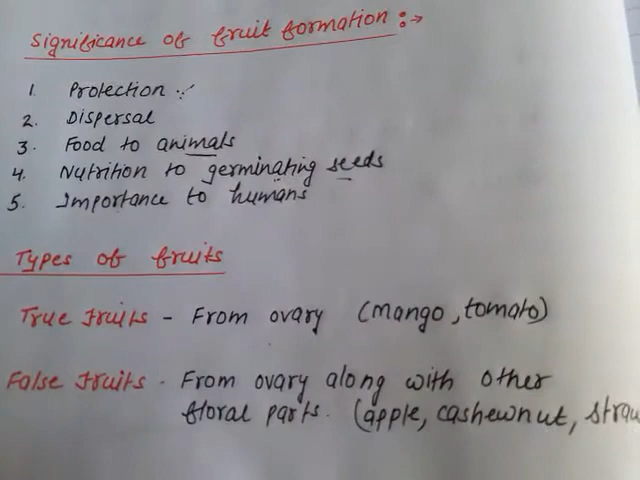 Significance of fruit formation :→
1. Protection
2. Dispersal
3. Food to animals
4. Nutrition to germinating seeds
5. Importance to humans
Types of fruits
True fruits - From ovary (mango, tomato)
False fruits - From ovary along with other
floral parts. (apple, cashewnut, straw